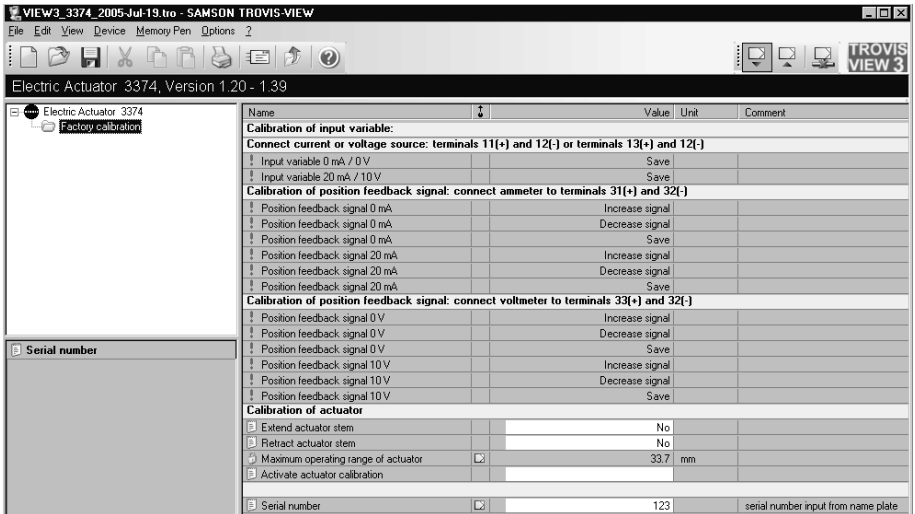 VIEW3_3374_2005-Jul-19.tro - SAMSON TROVIS-VIEW
File Edit View Device Memory Pen Options ?
TROVIS
VIEW 3
Electric Actuator 3374, Version 1.20 - 1.39
Electric Actuator 3374
Factory calibration
Serial number
Name Value Unit Comment
Calibration of input variable:
Connect current or voltage source: terminals 11(+) and 12(-) or terminals 13(+) and 12(-)
Input variable 0 mA / 0 V Save
Input variable 20 mA / 10 V Save
Calibration of position feedback signal: connect ammeter to terminals 31(+) and 32(-)
Position feedback signal 0 mA Increase signal
Position feedback signal 0 mA Decrease signal
Position feedback signal 0 mA Save
Position feedback signal 20 mA Increase signal
Position feedback signal 20 mA Decrease signal
Position feedback signal 20 mA Save
Calibration of position feedback signal: connect voltmeter to terminals 33(+) and 32(-)
Position feedback signal 0 V Increase signal
Position feedback signal 0 V Decrease signal
Position feedback signal 0 V Save
Position feedback signal 10 V Increase signal
Position feedback signal 10 V Decrease signal
Position feedback signal 10 V Save
Calibration of actuator
Extend actuator stem No
Retract actuator stem No
Maximum operating range of actuator 33.7 mm
Activate actuator calibration
Serial number 123 serial number input from name plate